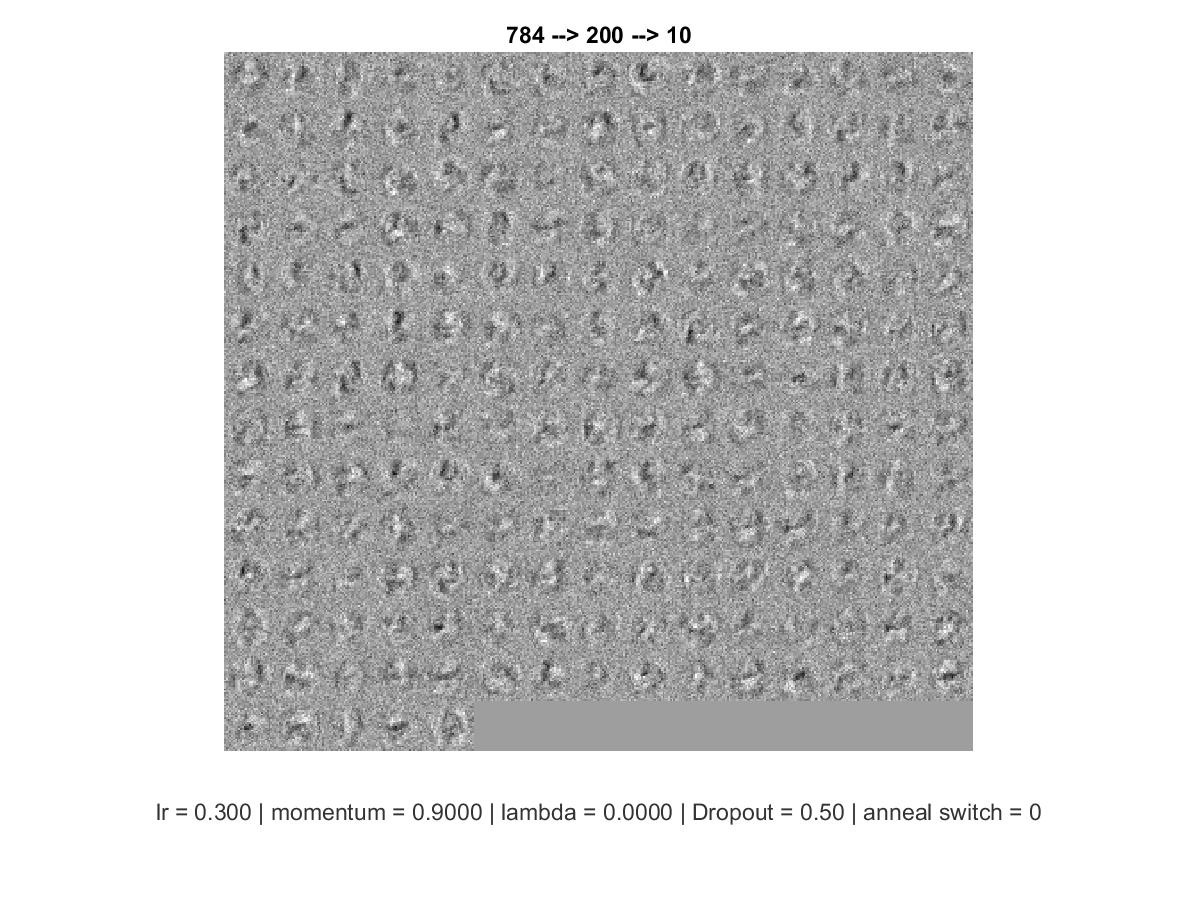 784 --> 200 --> 10
lr = 0.300 | momentum = 0.9000 | lambda = 0.0000 | Dropout = 0.50 | anneal switch = 0